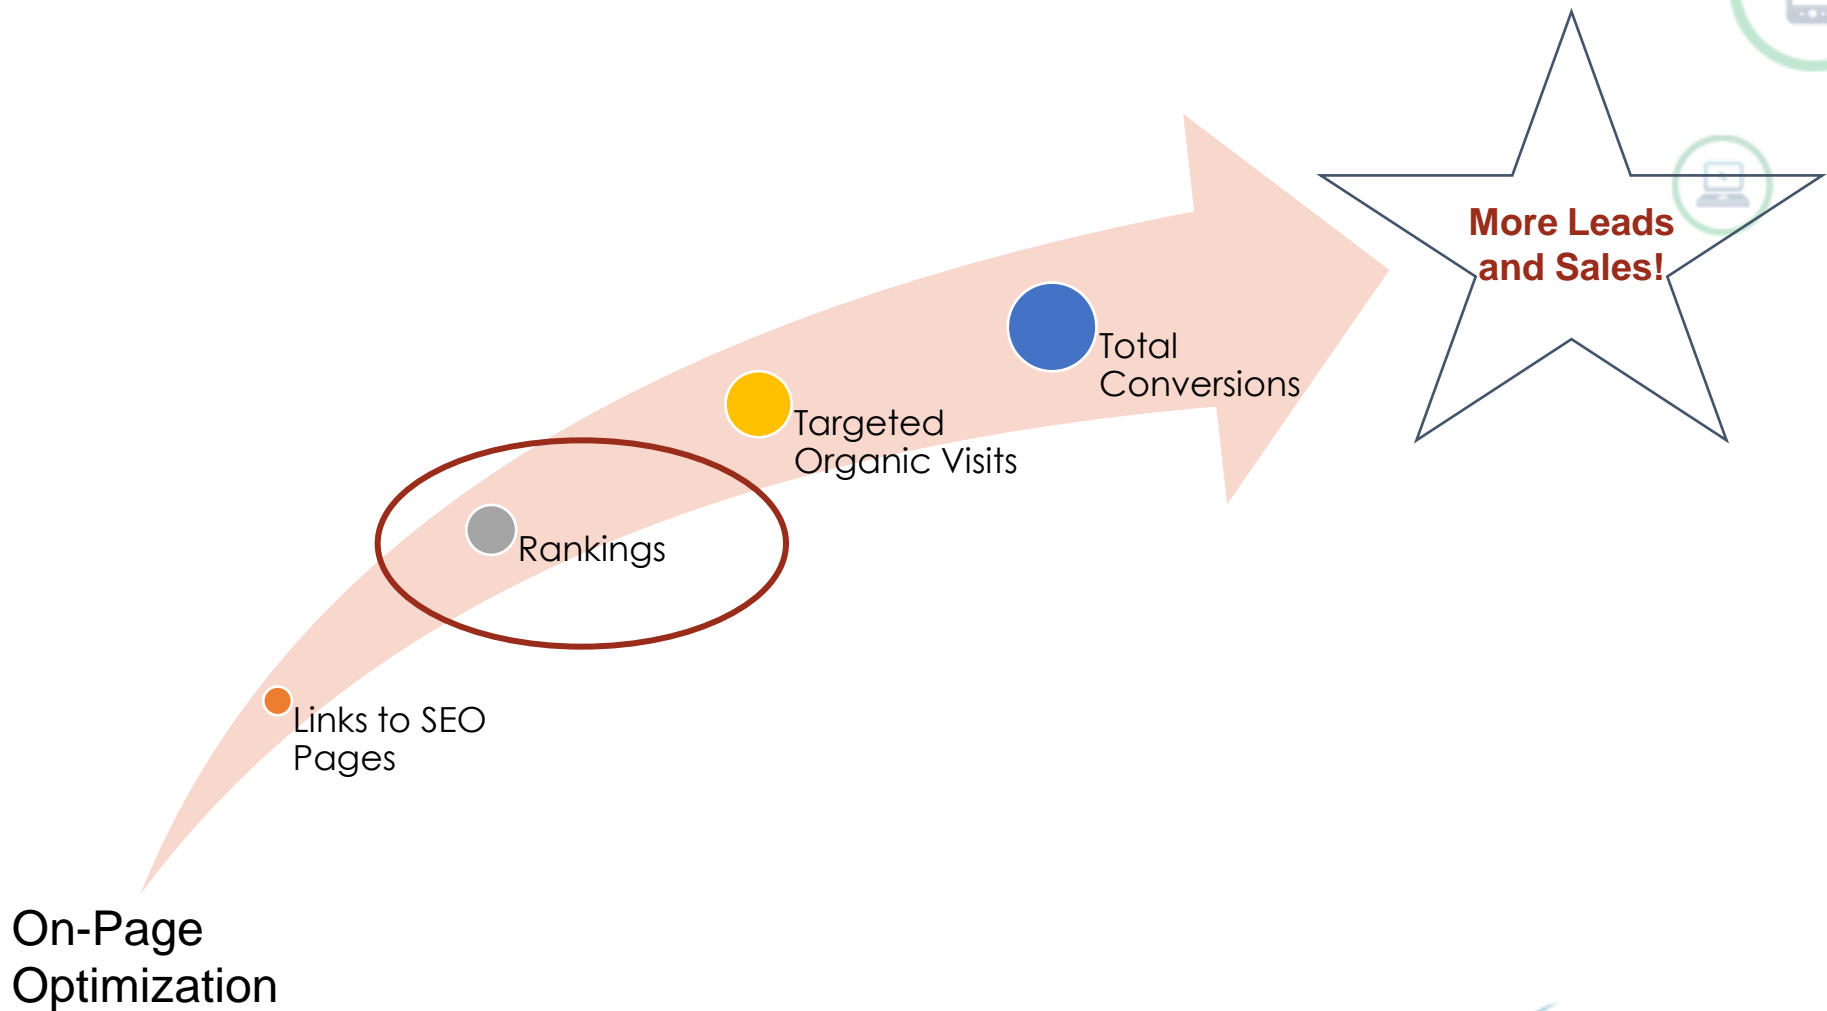 More Leads
and Sales!
Total
Conversions
Targeted
Organic Visits
Rankings
Links to SEO
Pages
On-Page
Optimization